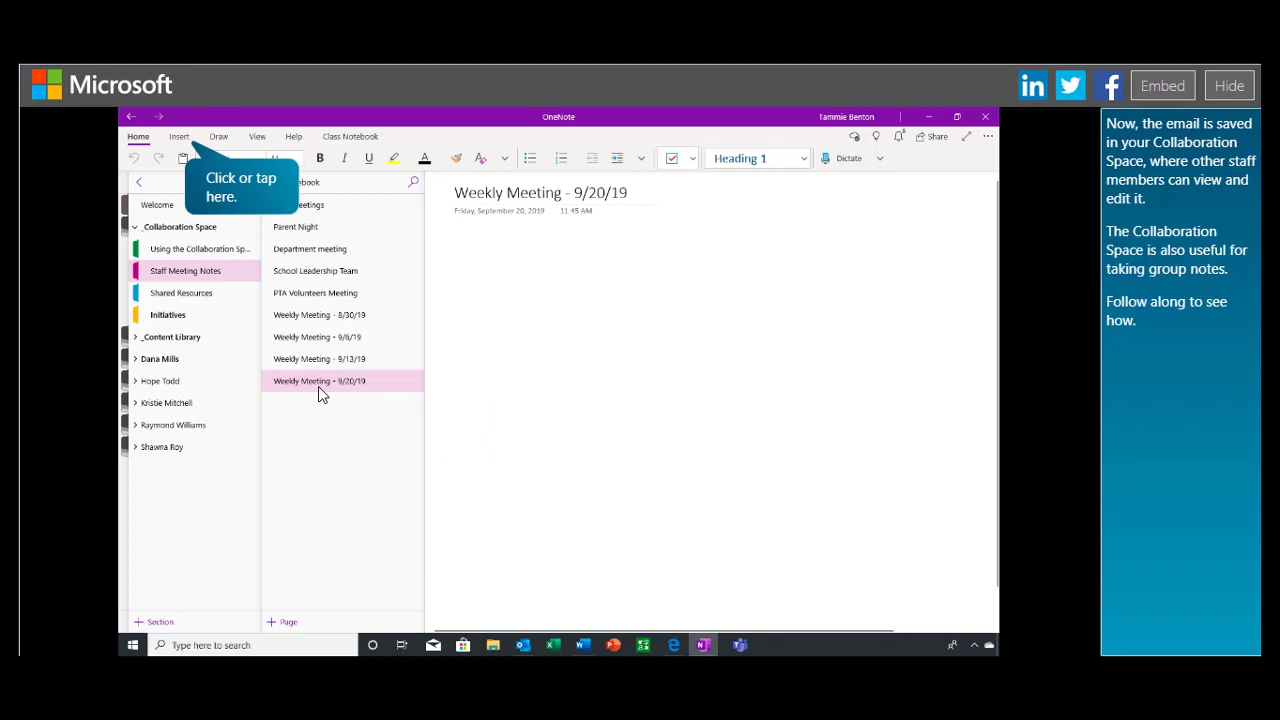 Microsoft
Embed
Hide
OneNote
Tammie Benton
Home
Insert
Draw
View
Help
Class Notebook
Share
Heading 1
Dictate
Click or tap
here.
Welcome
_Collaboration Space
Using the Collaboration Sp...
Staff Meeting Notes
Shared Resources
Initiatives
_Content Library
Dana Mills
Hope Todd
Kristie Mitchell
Raymond Williams
Shawna Roy
Parent Night
Department meeting
School Leadership Team
PTA Volunteers Meeting
Weekly Meeting - 8/30/19
Weekly Meeting - 9/6/19
Weekly Meeting - 9/13/19
Weekly Meeting - 9/20/19
Weekly Meeting - 9/20/19
Friday, September 20, 2019 11:45 AM
+ Section
+ Page
Type here to search
Now, the email is saved
in your Collaboration
Space, where other staff
members can view and
edit it.
The Collaboration
Space is also useful for
taking group notes.
Follow along to see
how.